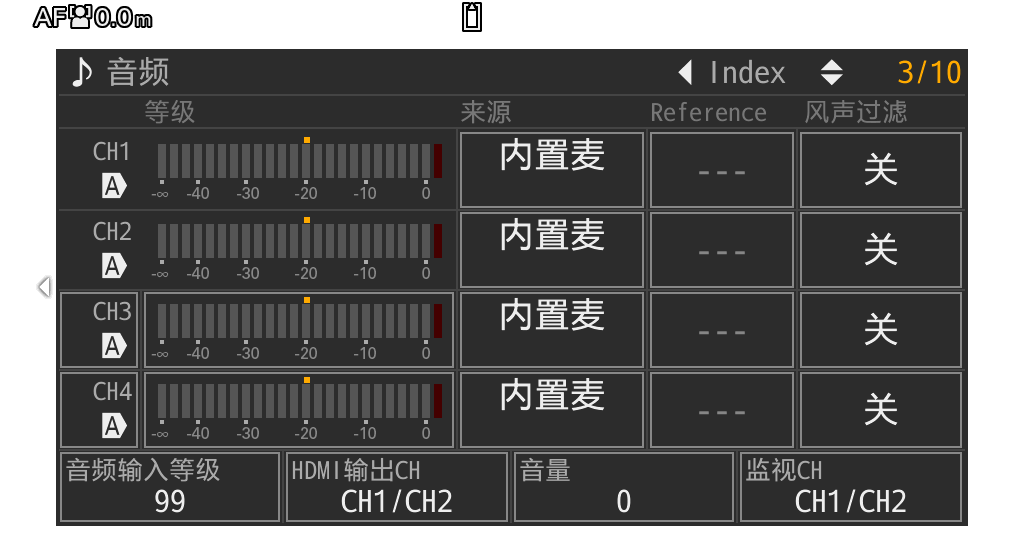 AF 0.0m
音频 Index 3/10
等级 来源 Reference 风声过滤
CH1 内置麦 --- 关
A -∞ -40 -30 -20 -10 0
CH2 内置麦 --- 关
A -∞ -40 -30 -20 -10 0
CH3 内置麦 --- 关
A -∞ -40 -30 -20 -10 0
CH4 内置麦 --- 关
A -∞ -40 -30 -20 -10 0
音频输入等级 HDMI输出CH 音量 监视CH
99 CH1/CH2 0 CH1/CH2